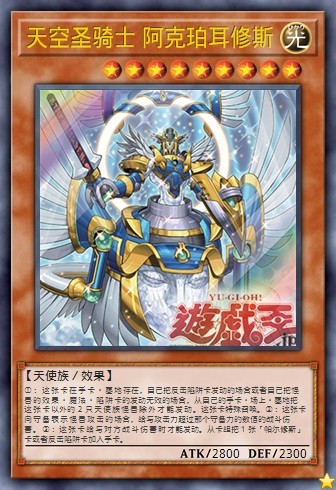 天空圣骑士 阿克珀耳修斯
光
YU-GI-OH!
遊戯王
【天使族/效果】
①：这张卡在手卡·墓地存在，自己把反击陷阱卡发动的场合或者自己把怪
兽的效果·魔法·陷阱卡的发动无效的场合，从自己的手卡·场上·墓地把
这张卡以外的2只天使族怪兽除外才能发动。这张卡特殊召唤。②：这张卡
向守备表示怪兽攻击的场合，给与攻击力超过那个守备力的数值的战斗伤
害。③：这张卡给与对方战斗伤害时才能发动。从卡组把1张「帕尔修斯」
卡或者反击陷阱卡加入手卡。
ATK/2800 DEF/2300